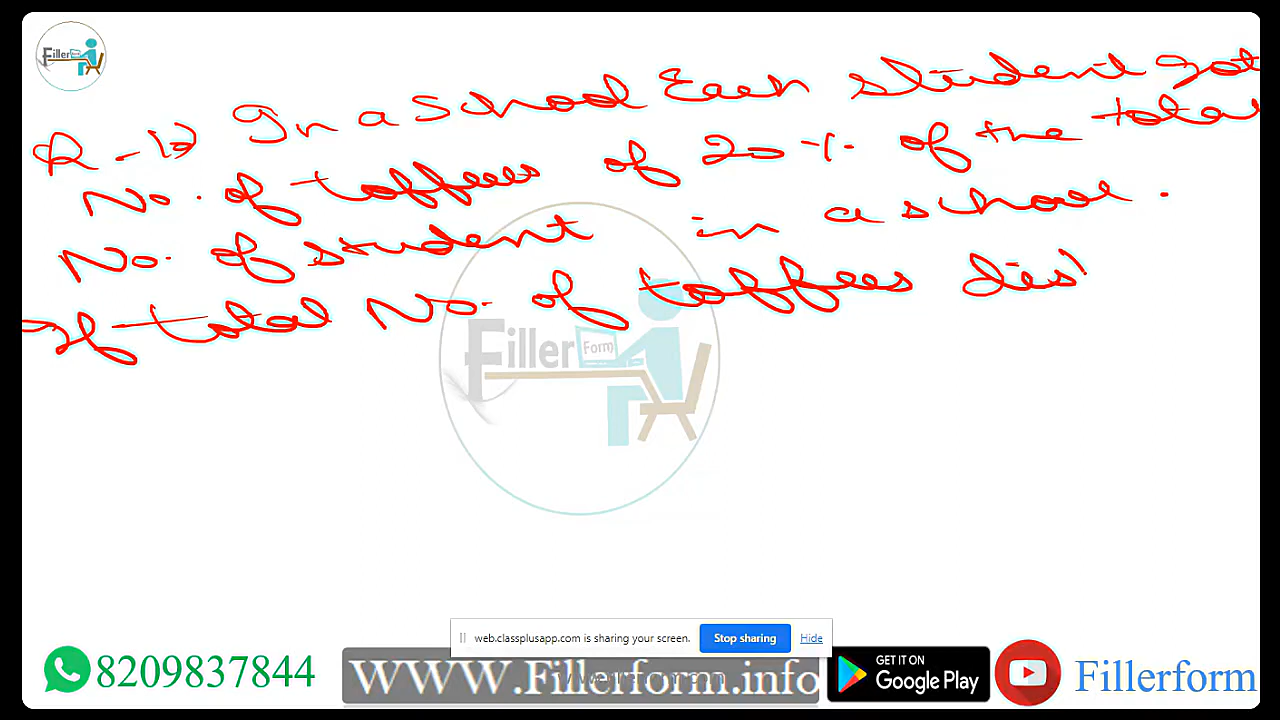 Filler
Q-12 In a school Each student got
No. of toffees of 20 % of the total
No. of student in a school.
If total No. of toffees dis
Filler Form
web.classplusapp.com is sharing your screen. Stop sharing Hide
8209837844 WWW.Fillerform.info GET IT ON Google Play Fillerform